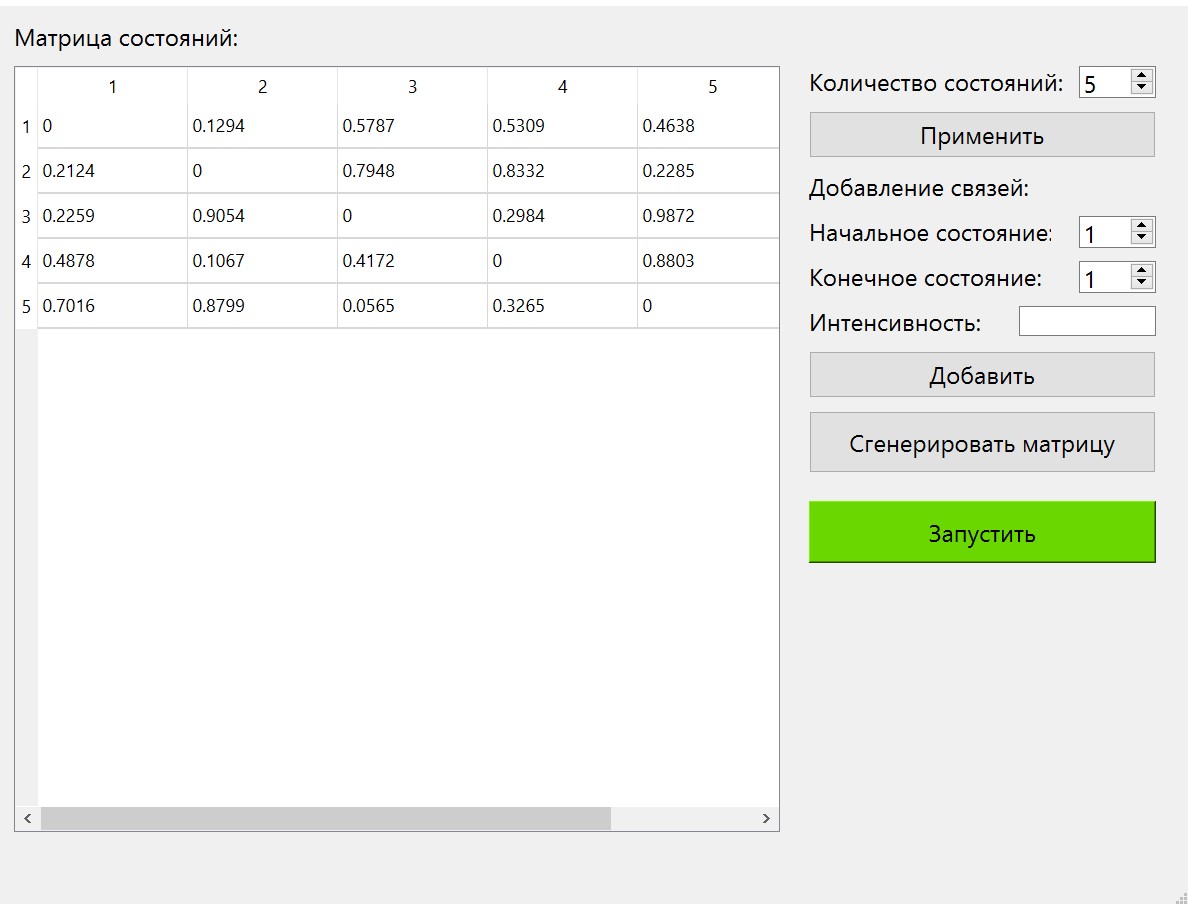 Матрица состояний:
1 2 3 4 5
1 0 0.1294 0.5787 0.5309 0.4638
2 0.2124 0 0.7948 0.8332 0.2285
3 0.2259 0.9054 0 0.2984 0.9872
4 0.4878 0.1067 0.4172 0 0.8803
5 0.7016 0.8799 0.0565 0.3265 0
Количество состояний: 5
Применить
Добавление связей:
Начальное состояние: 1
Конечное состояние: 1
Интенсивность:
Добавить
Сгенерировать матрицу
Запустить